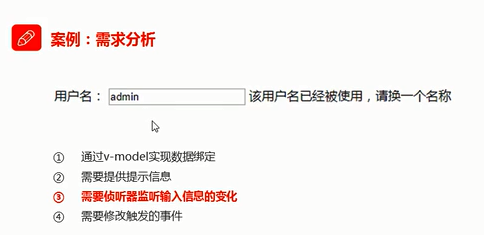 案例：需求分析
用户名： admin 该用户名已经被使用，请换一个名称
① 通过v-model实现数据绑定
② 需要提供提示信息
③ 需要侦听器监听输入信息的变化
④ 需要修改触发的事件